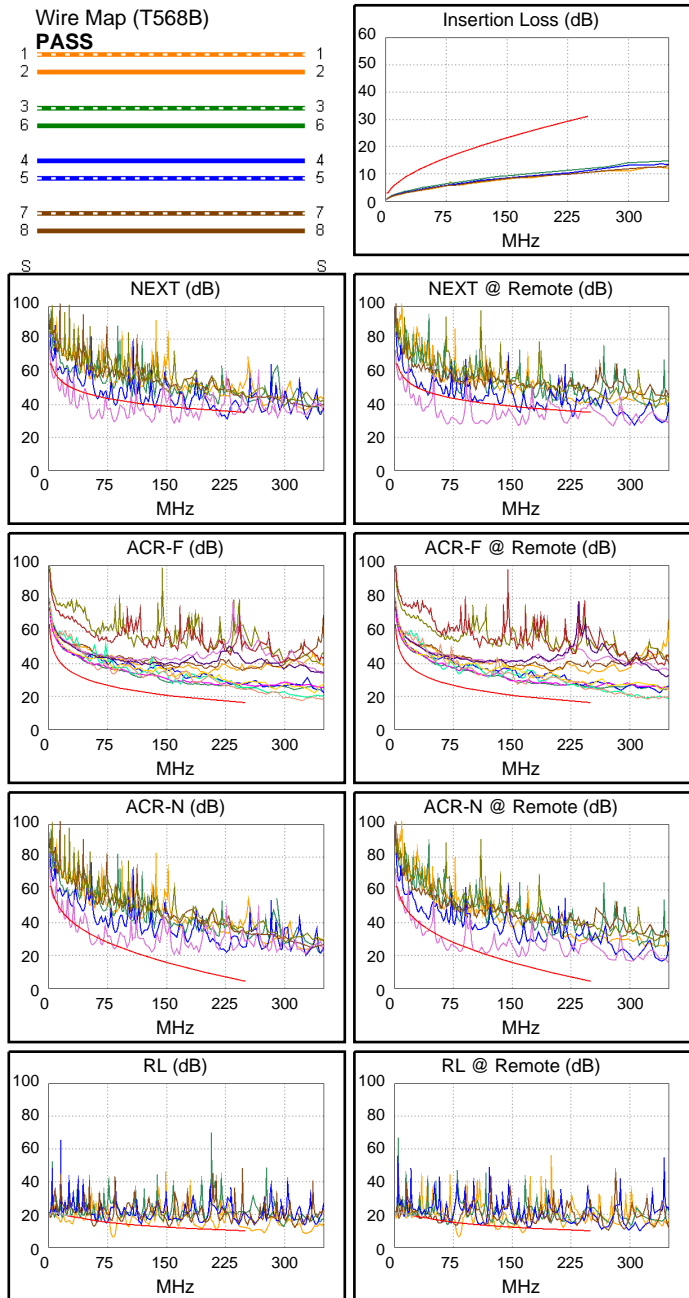 Wire Map (T568B)
PASS
1 1
2 2
3 3
6 6
4 4
5 5
7 7
8 8
S S
Insertion Loss (dB)
60
50
40
30
20
10
0
0 75 150 225 300
MHz
NEXT (dB)
100
80
60
40
20
0
0 75 150 225 300
MHz
NEXT @ Remote (dB)
100
80
60
40
20
0
0 75 150 225 300
MHz
ACR-F (dB)
100
80
60
40
20
0
0 75 150 225 300
MHz
ACR-F @ Remote (dB)
100
80
60
40
20
0
0 75 150 225 300
MHz
ACR-N (dB)
100
80
60
40
20
0
0 75 150 225 300
MHz
ACR-N @ Remote (dB)
100
80
60
40
20
0
0 75 150 225 300
MHz
RL (dB)
100
80
60
40
20
0
0 75 150 225 300
MHz
RL @ Remote (dB)
100
80
60
40
20
0
0 75 150 225 300
MHz